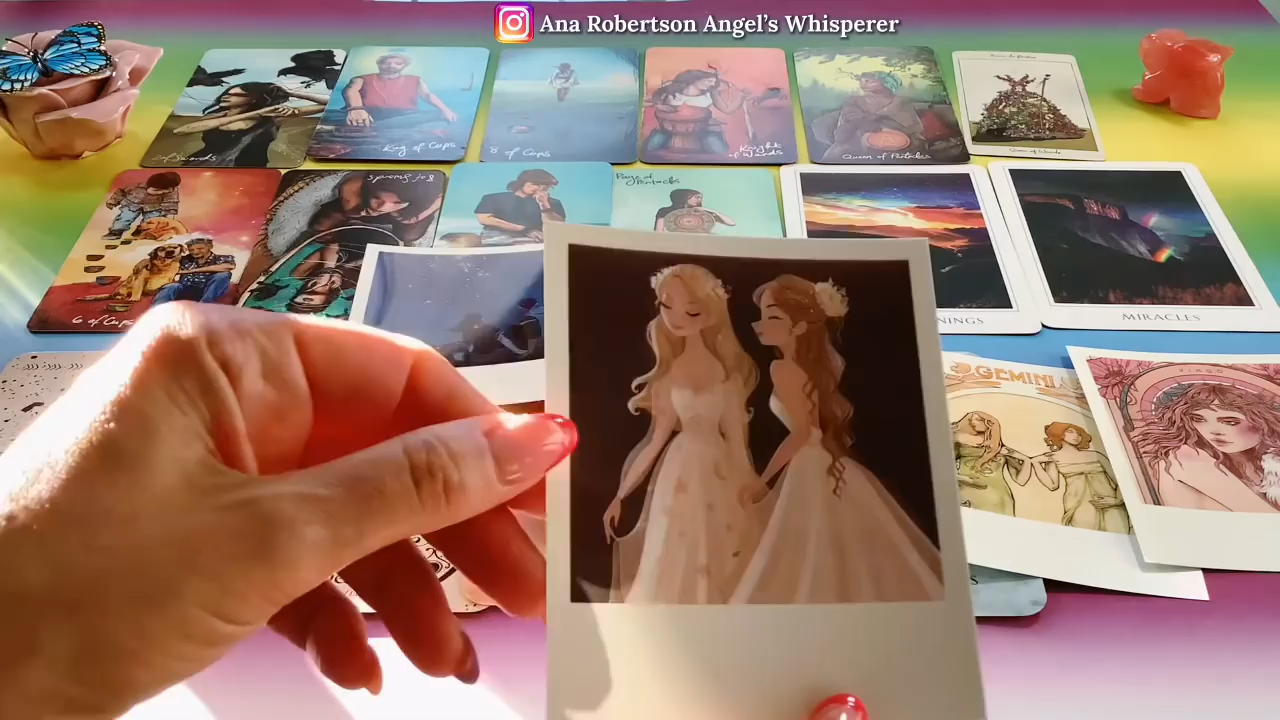 Ana Robertson Angel's Whisperer
King of Cups
8 of Cups
Knight
of Wands
Queen of Pentacles
Queen of Wands
6 of Cups
Page of
Pentacles
NINGS
MIRACLES
GEMINI
VIRGO